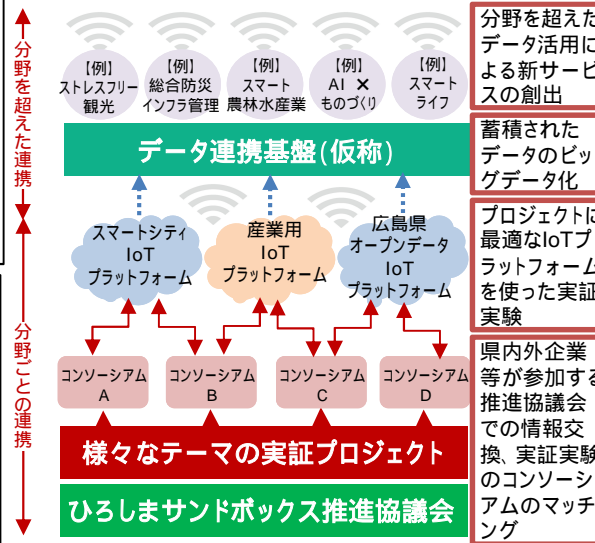 分野を超えた連携
分野ごとの連携
【例】
ストレスフリー
観光
【例】
総合防災
インフラ管理
【例】
スマート
農林水産業
【例】
AI ×
ものづくり
【例】
スマート
ライフ
データ連携基盤(仮称)
スマートシティ
IoT
プラットフォーム
産業用
IoT
プラットフォーム
広島県
オープンデータ
IoT
プラットフォーム
コンソーシアム
A
コンソーシアム
B
コンソーシアム
C
コンソーシアム
D
様々なテーマの実証プロジェクト
ひろしまサンドボックス推進協議会
分野を超えた
データ活用に
よる新サービ
スの創出
蓄積された
データのビッ
グデータ化
プロジェクトに
最適なIoTプ
ラットフォーム
を使った実証
実験
県内外企業
等が参加する
推進協議会
での情報交
換、実証実験
のコンソーシ
アムのマッチ
ング